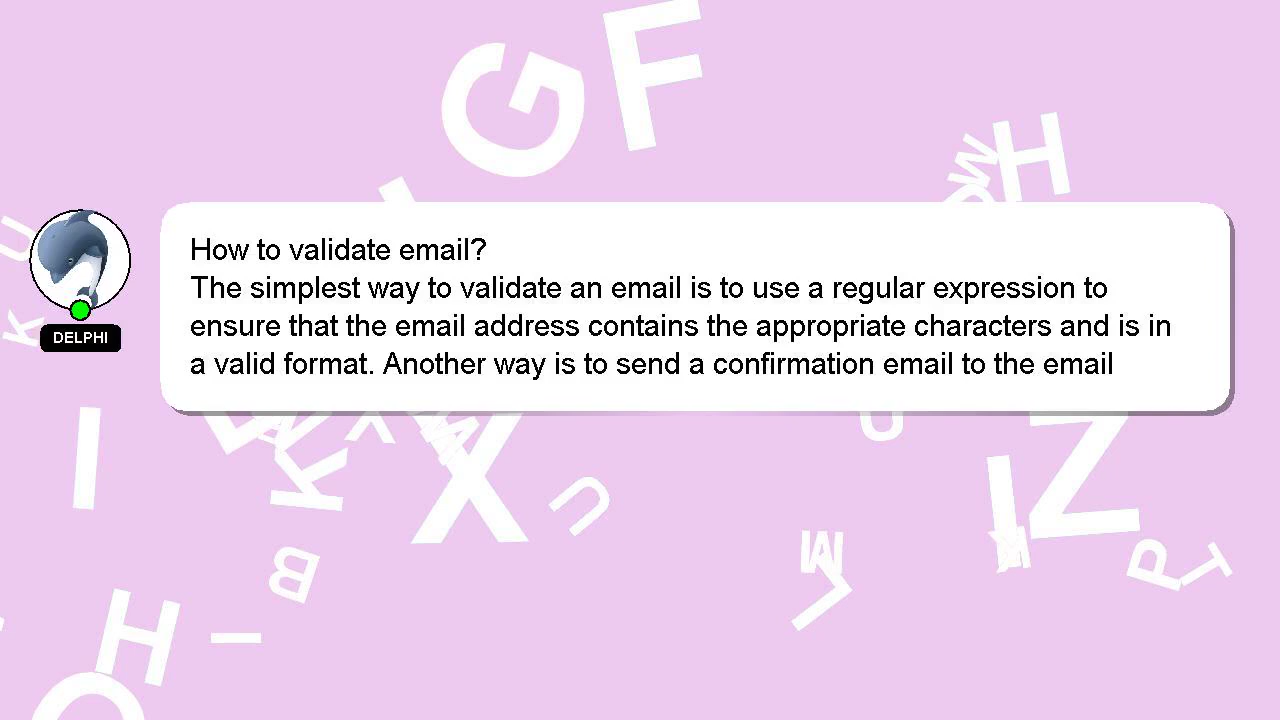 How to validate email?
The simplest way to validate an email is to use a regular expression to
ensure that the email address contains the appropriate characters and is in
a valid format. Another way is to send a confirmation email to the email
DELPHI
G
F
W
H
U
K
I
K
X
X
U
U
Z
I
K
M
L
P
T
B
H
I
O